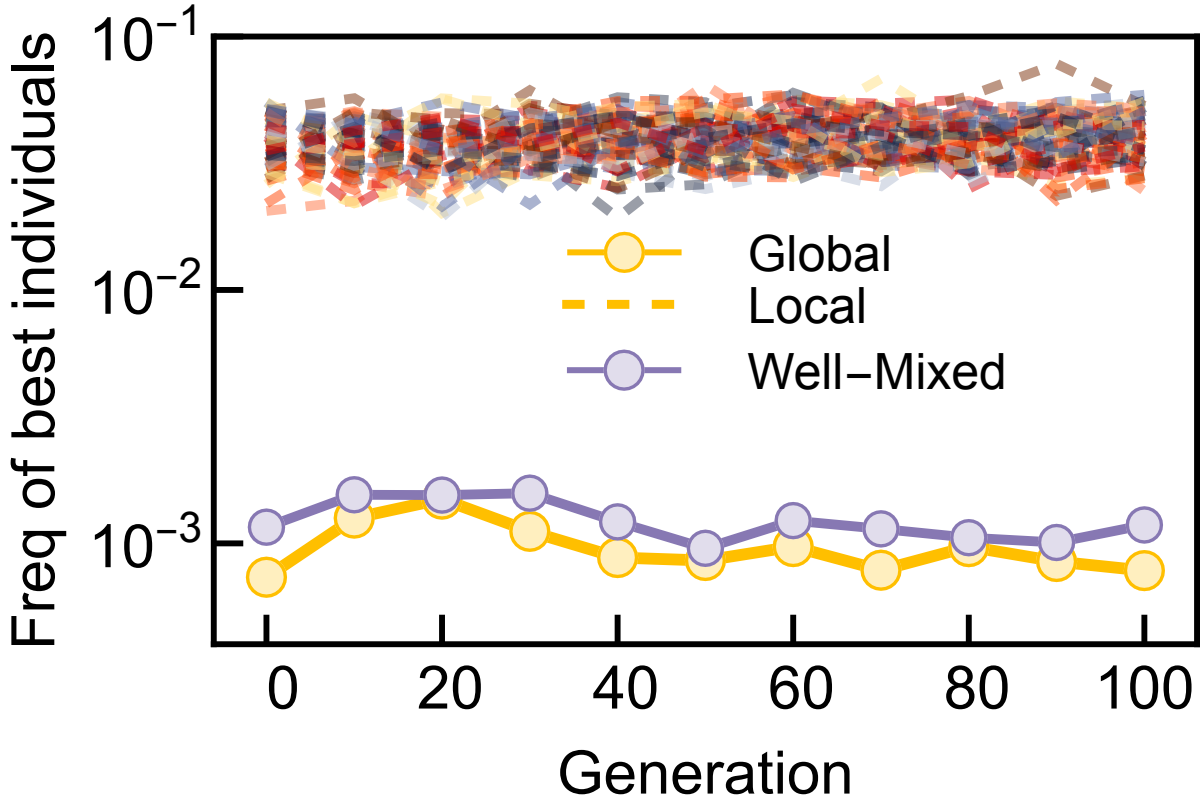 Freq of best individuals
10⁻¹
10⁻²
10⁻³
Global
Local
Well−Mixed
0 20 40 60 80 100
Generation